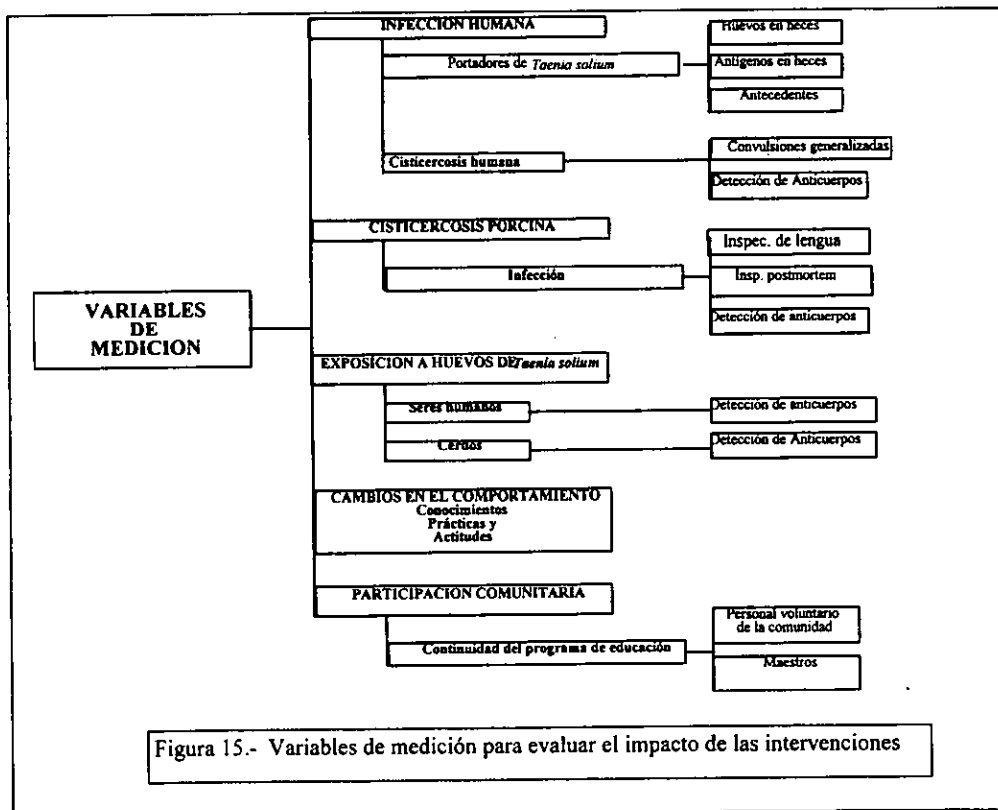 INFECCION HUMANA
Portadores de Taenia solium
Huevos en heces
Antígenos en heces
Antecedentes
Cisticercosis humana
Convulsiones generalizadas
Detección de Anticuerpos
CISTICERCOSIS PORCINA
Infección
Inspec. de lengua
Insp. postmortem
Detección de anticuerpos
VARIABLES
DE
MEDICION
EXPOSICION A HUEVOS DE Taenia solium
Seres humanos
Detección de anticuerpos
Cerdos
Detección de Anticuerpos
CAMBIOS EN EL COMPORTAMIENTO
Conocimientos
Prácticas y
Actitudes
PARTICIPACION COMUNITARIA
Continuidad del programa de educación
Personal voluntario
de la comunidad
Maestros
Figura 15.- Variables de medición para evaluar el impacto de las intervenciones